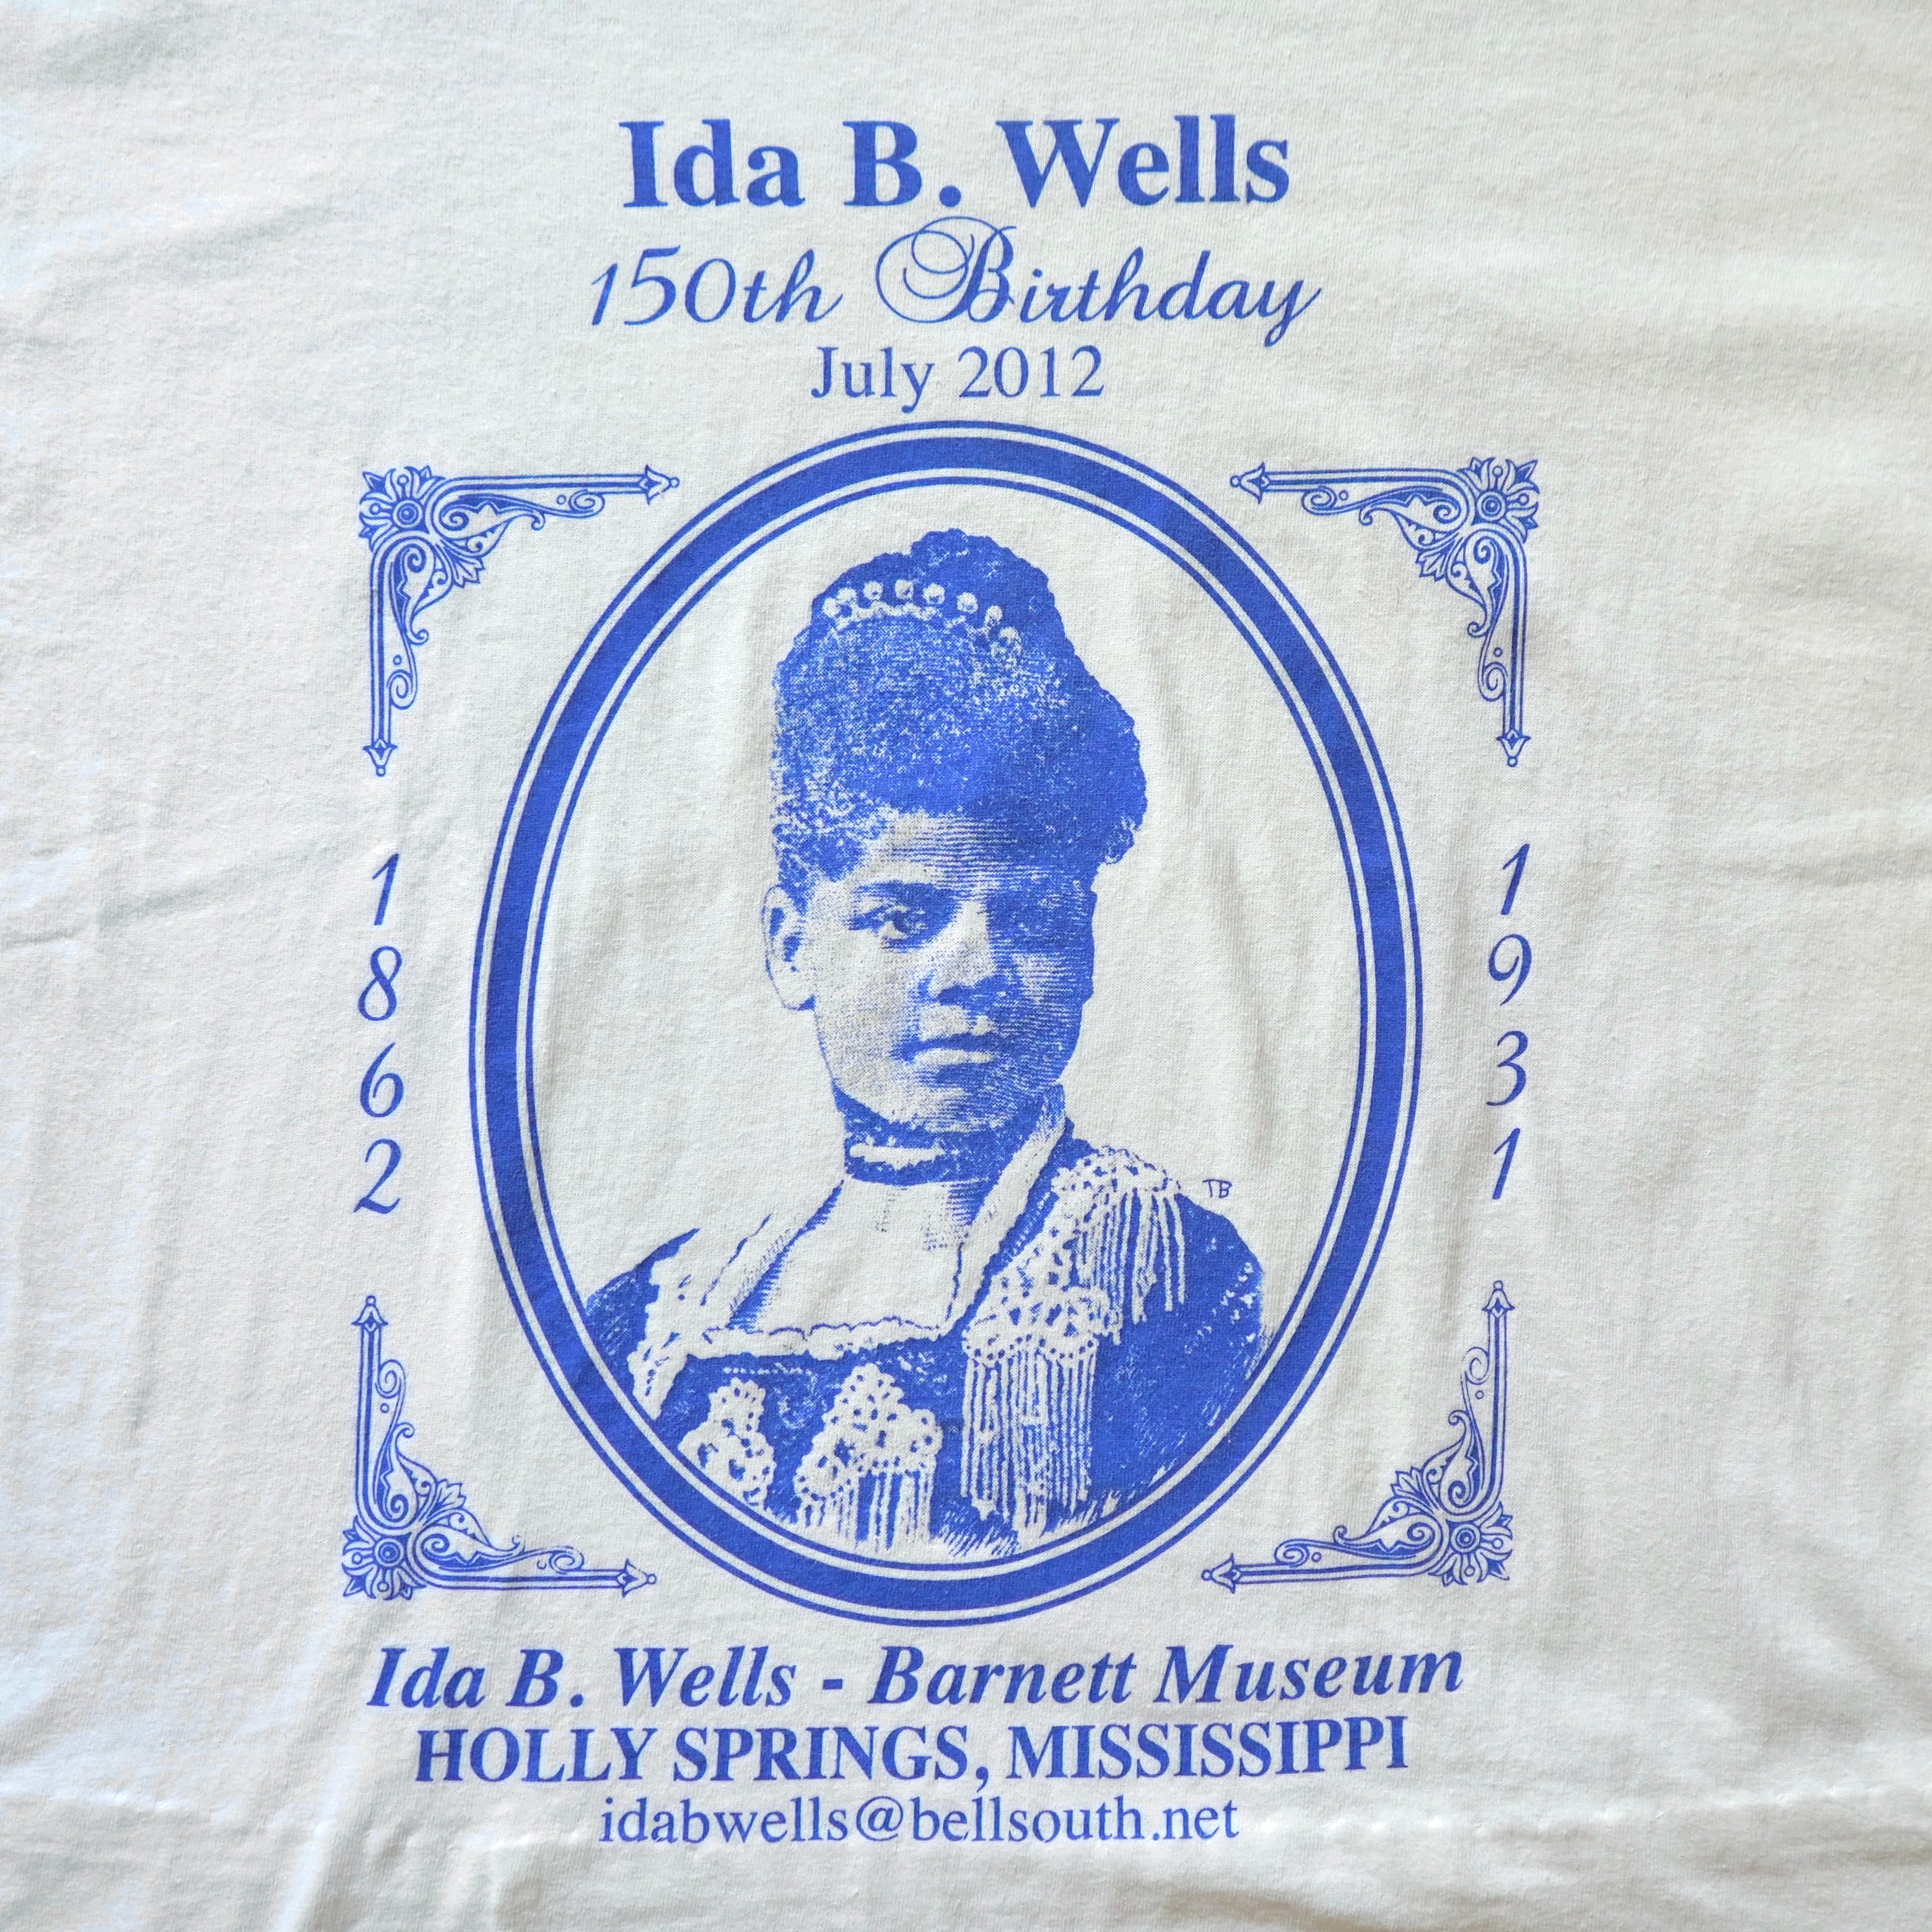 Ida B. Wells
150th Birthday
July 2012
1862
1931
TB
Ida B. Wells - Barnett Museum
HOLLY SPRINGS, MISSISSIPPI
idabwells@bellsouth.net